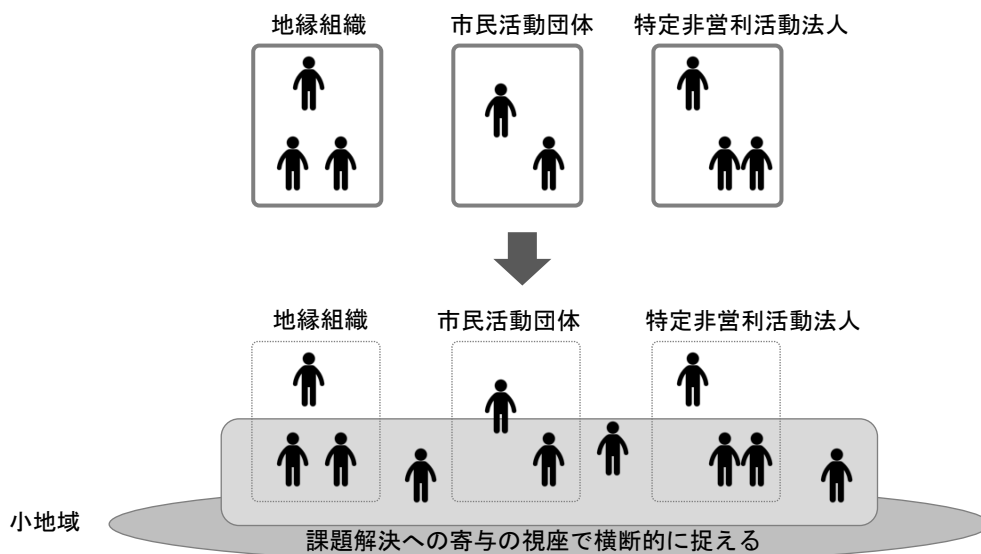 地縁組織
市民活動団体
特定非営利活動法人
地縁組織
市民活動団体
特定非営利活動法人
小地域
課題解決への寄与の視座で横断的に捉える